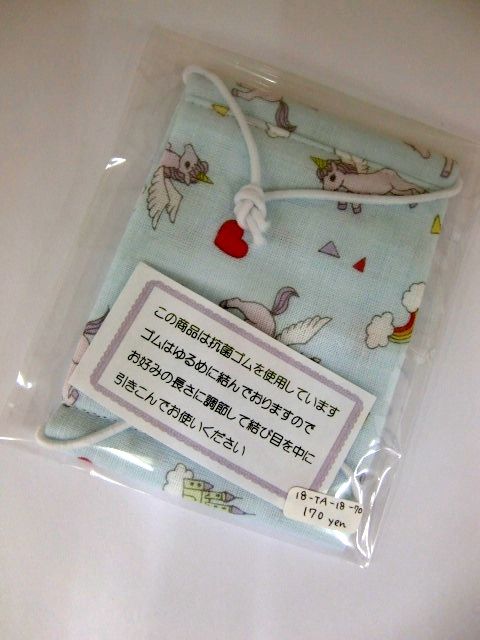 この商品は抗菌ゴムを使用しています
ゴムはゆるめに結んでおりますので
お好みの長さに調節して結び目を中に
引きこんでお使いください
18-TA-18-70
170 yen